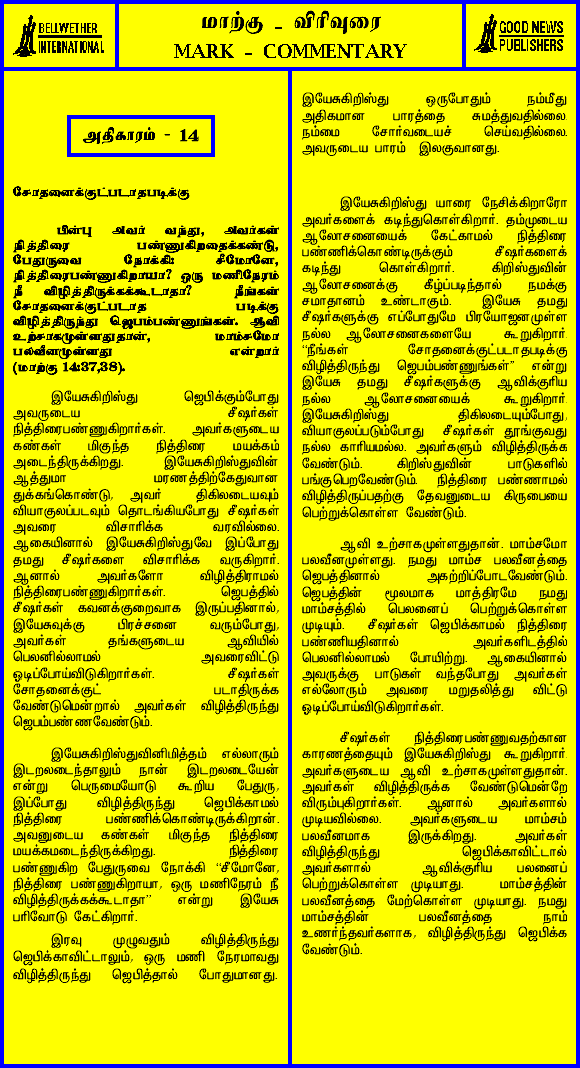 BELLWETHER
INTERNATIONAL
மாற்கு - விரிவுரை
MARK - COMMENTARY
GOOD NEWS
PUBLISHERS
அதிகாரம் - 14
சோதனைக்குட்படாதபடிக்கு
பின்பு அவர் வந்து, அவர்கள்
நித்திரை பண்ணுகிறதைக்கண்டு,
பேதுருவை நோக்கி: சீமோனே,
நித்திரைபண்ணுகிறாயா? ஒரு மணிநேரம்
நீ விழித்திருக்கக்கூடாதா? நீங்கள்
சோதனைக்குட்படாத படிக்கு
விழித்திருந்து ஜெபம்பண்ணுங்கள். ஆவி
உற்சாகமுள்ளதுதான், மாம்சமோ
பலவீனமுள்ளது என்றார்
(மாற்கு 14:37,38).
இயேசுகிறிஸ்து ஜெபிக்கும்போது
அவருடைய சீஷர்கள்
நித்திரைபண்ணுகிறார்கள். அவர்களுடைய
கண்கள் மிகுந்த நித்திரை மயக்கம்
அடைந்திருக்கிறது. இயேசுகிறிஸ்துவின்
ஆத்துமா மரணத்திற்கேதுவான
துக்கங்கொண்டு, அவர் திகிலடையவும்
வியாகுலப்படவும் தொடங்கியபோது சீஷர்கள்
அவரை விசாரிக்க வரவில்லை.
ஆகையினால் இயேசுகிறிஸ்துவே இப்போது
தமது சீஷர்களை விசாரிக்க வருகிறார்.
ஆனால் அவர்களோ விழித்திராமல்
நித்திரைபண்ணுகிறார்கள். ஜெபத்தில்
சீஷர்கள் கவனக்குறைவாக இருப்பதினால்,
இயேசுவுக்கு பிரச்சனை வரும்போது,
அவர்கள் தங்களுடைய ஆவியில்
பெலனில்லாமல் அவரைவிட்டு
ஓடிப்போய்விடுகிறார்கள். சீஷர்கள்
சோதனைக்குட் படாதிருக்க
வேண்டுமென்றால் அவர்கள் விழித்திருந்து
ஜெபம்பண்ணவேண்டும்.
இயேசுகிறிஸ்துவினிமித்தம் எல்லாரும்
இடறலடைந்தாலும் நான் இடறலடையேன்
என்று பெருமையோடு கூறிய பேதுரு,
இப்போது விழித்திருந்து ஜெபிக்காமல்
நித்திரை பண்ணிக்கொண்டிருக்கிறான்.
அவனுடைய கண்கள் மிகுந்த நித்திரை
மயக்கமடைந்திருக்கிறது. நித்திரை
பண்ணுகிற பேதுருவை நோக்கி “சீமோனே,
நித்திரை பண்ணுகிறாயா, ஒரு மணிநேரம் நீ
விழித்திருக்கக்கூடாதா” என்று இயேசு
பரிவோடு கேட்கிறார்.
இரவு முழுவதும் விழித்திருந்து
ஜெபிக்காவிட்டாலும், ஒரு மணி நேரமாவது
விழித்திருந்து ஜெபித்தால் போதுமானது.
இயேசுகிறிஸ்து ஒருபோதும் நம்மீது
அதிகமான பாரத்தை சுமத்துவதில்லை.
நம்மை சோர்வடையச் செய்வதில்லை.
அவருடைய பாரம் இலகுவானது.
இயேசுகிறிஸ்து யாரை நேசிக்கிறாரோ
அவர்களைக் கடிந்துகொள்கிறார். தம்முடைய
ஆலோசனையைக் கேட்காமல் நித்திரை
பண்ணிக்கொண்டிருக்கும் சீஷர்களைக்
கடிந்து கொள்கிறார். கிறிஸ்துவின்
ஆலோசனைக்கு கீழ்ப்படிந்தால் நமக்கு
சமாதானம் உண்டாகும். இயேசு தமது
சீஷர்களுக்கு எப்போதுமே பிரயோஜனமுள்ள
நல்ல ஆலோசனைகளையே கூறுகிறார்.
“நீங்கள் சோதனைக்குட்படாதபடிக்கு
விழித்திருந்து ஜெபம்பண்ணுங்கள்” என்று
இயேசு தமது சீஷர்களுக்கு ஆவிக்குரிய
நல்ல ஆலோசனையைக் கூறுகிறார்.
இயேசுகிறிஸ்து திகிலடையும்போது,
வியாகுலப்படும்போது சீஷர்கள் தூங்குவது
நல்ல காரியமல்ல. அவர்களும் விழித்திருக்க
வேண்டும். கிறிஸ்துவின் பாடுகளில்
பங்குபெறவேண்டும். நித்திரை பண்ணாமல்
விழித்திருப்பதற்கு தேவனுடைய கிருபையை
பெற்றுக்கொள்ள வேண்டும்.
ஆவி உற்சாகமுள்ளதுதான். மாம்சமோ
பலவீனமுள்ளது. நமது மாம்ச பலவீனத்தை
ஜெபத்தினால் அகற்றிப்போடவேண்டும்.
ஜெபத்தின் மூலமாக மாத்திரமே நமது
மாம்சத்தில் பெலனைப் பெற்றுக்கொள்ள
முடியும். சீஷர்கள் ஜெபிக்காமல் நித்திரை
பண்ணியதினால் அவர்களிடத்தில்
பெலனில்லாமல் போயிற்று. ஆகையினால்
அவருக்கு பாடுகள் வந்தபோது அவர்கள்
எல்லோரும் அவரை மறுதலித்து விட்டு
ஓடிப்போய்விடுகிறார்கள்.
சீஷர்கள் நித்திரைபண்ணுவதற்கான
காரணத்தையும் இயேசுகிறிஸ்து கூறுகிறார்.
அவர்களுடைய ஆவி உற்சாகமுள்ளதுதான்.
அவர்கள் விழித்திருக்க வேண்டுமென்றே
விரும்புகிறார்கள். ஆனால் அவர்களால்
முடியவில்லை. அவர்களுடைய மாம்சம்
பலவீனமாக இருக்கிறது. அவர்கள்
விழித்திருந்து ஜெபிக்காவிட்டால்
அவர்களால் ஆவிக்குரிய பலனைப்
பெற்றுக்கொள்ள முடியாது. மாம்சத்தின்
பலவீனத்தை மேற்கொள்ள முடியாது. நமது
மாம்சத்தின் பலவீனத்தை நாம்
உணர்ந்தவர்களாக, விழித்திருந்து ஜெபிக்க
வேண்டும்.